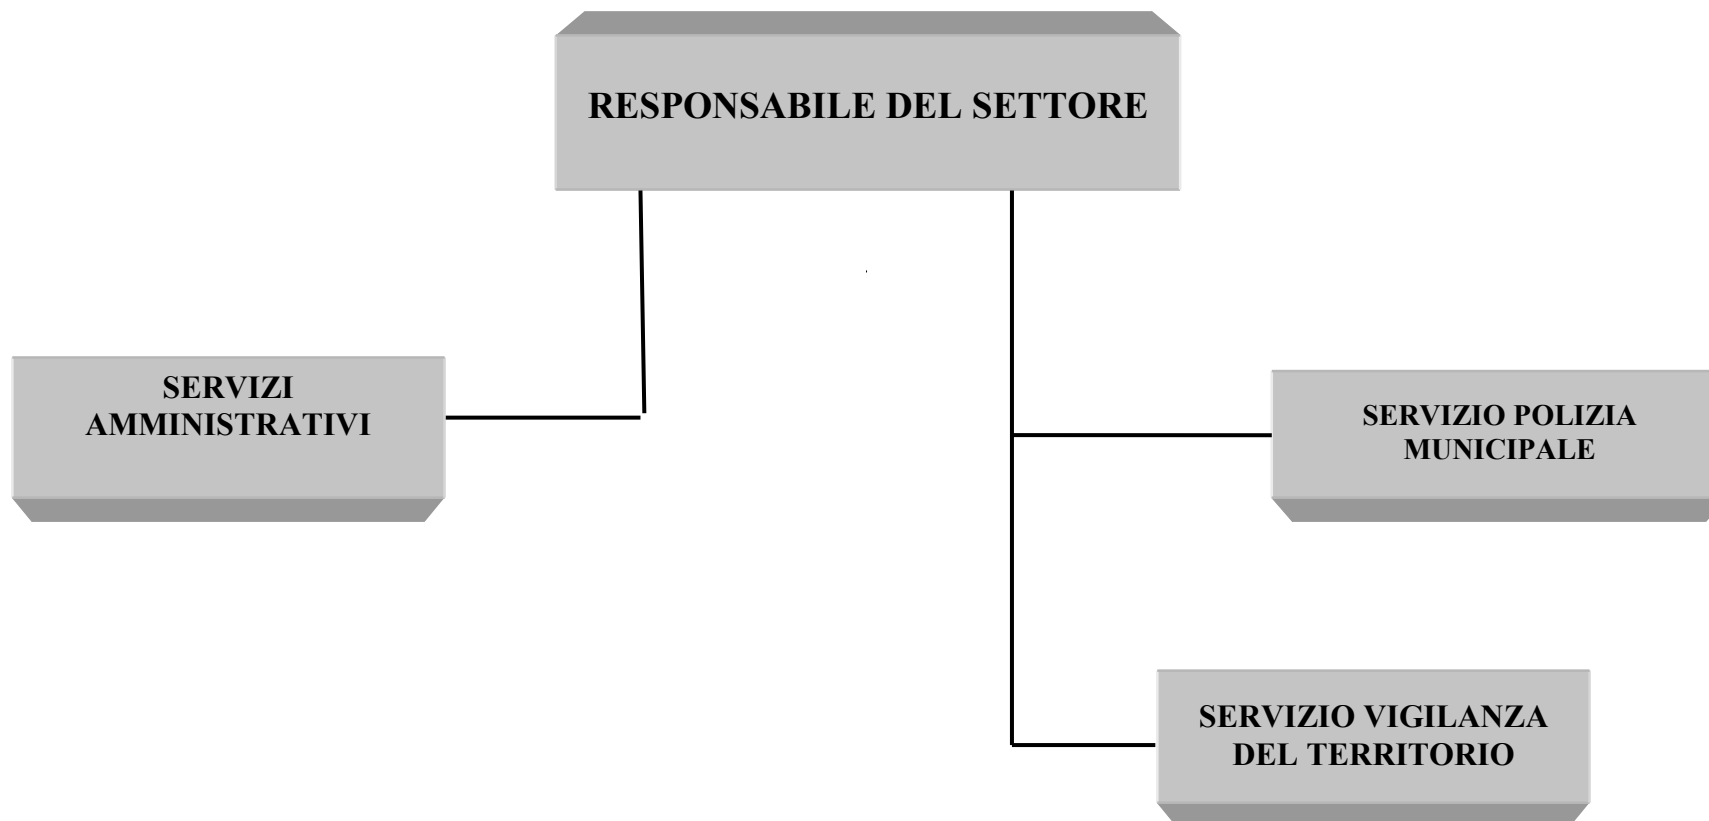 RESPONSABILE DEL SETTORE
SERVIZI
AMMINISTRATIVI
SERVIZIO POLIZIA
MUNICIPALE
SERVIZIO VIGILANZA
DEL TERRITORIO